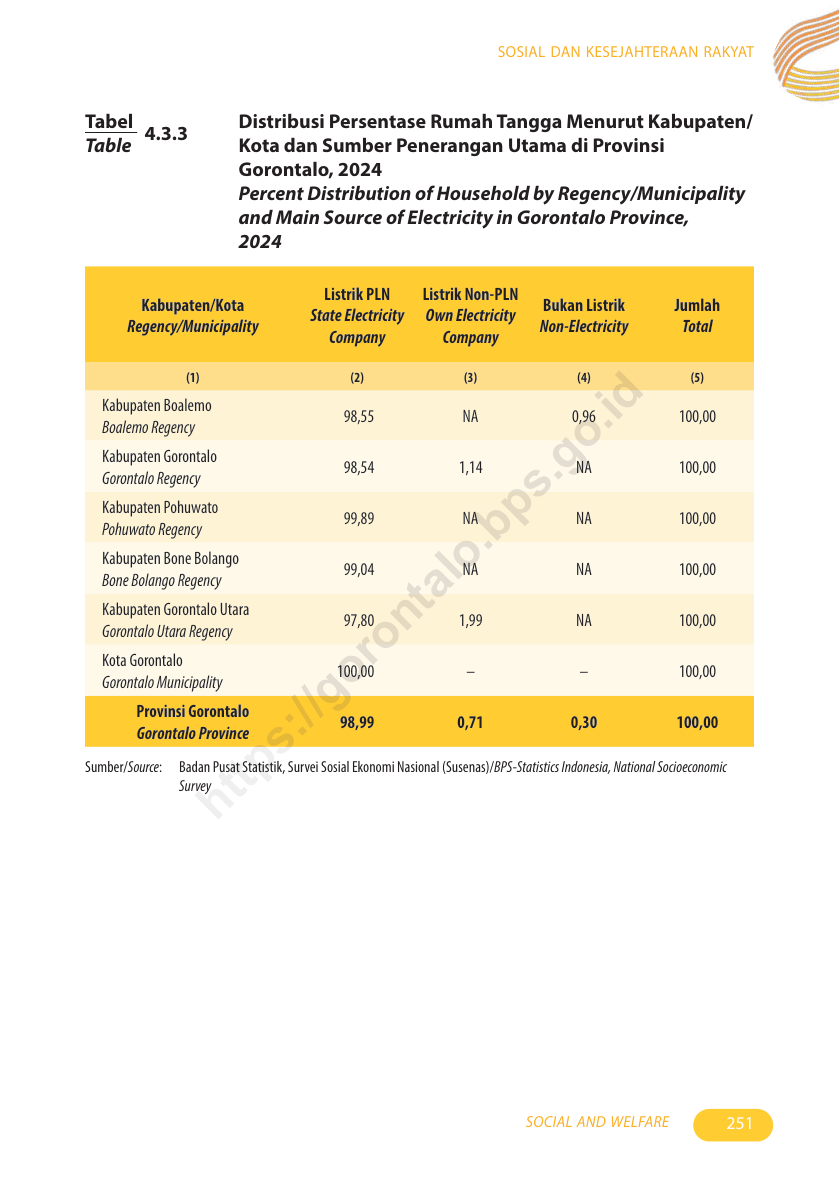 SOSIAL DAN KESEJAHTERAAN RAKYAT
Tabel
Table
4.3.3
Distribusi Persentase Rumah Tangga Menurut Kabupaten/
Kota dan Sumber Penerangan Utama di Provinsi
Gorontalo, 2024
Percent Distribution of Household by Regency/Municipality
and Main Source of Electricity in Gorontalo Province,
2024
Kabupaten/Kota
Regency/Municipality
Listrik PLN
State Electricity
Company
Listrik Non-PLN
Own Electricity
Company
Bukan Listrik
Non-Electricity
Jumlah
Total
(1) (2) (3) (4) (5)
Kabupaten Boalemo
Boalemo Regency
98,55 NA 0,96 100,00
Kabupaten Gorontalo
Gorontalo Regency
98,54 1,14 NA 100,00
Kabupaten Pohuwato
Pohuwato Regency
99,89 NA NA 100,00
Kabupaten Bone Bolango
Bone Bolango Regency
99,04 NA NA 100,00
Kabupaten Gorontalo Utara
Gorontalo Utara Regency
97,80 1,99 NA 100,00
Kota Gorontalo
Gorontalo Municipality
100,00 – – 100,00
Provinsi Gorontalo
Gorontalo Province
98,99 0,71 0,30 100,00
Sumber/Source: Badan Pusat Statistik, Survei Sosial Ekonomi Nasional (Susenas)/BPS-Statistics Indonesia, National Socioeconomic
Survey
https://gorontalo.bps.go.id
SOCIAL AND WELFARE 251